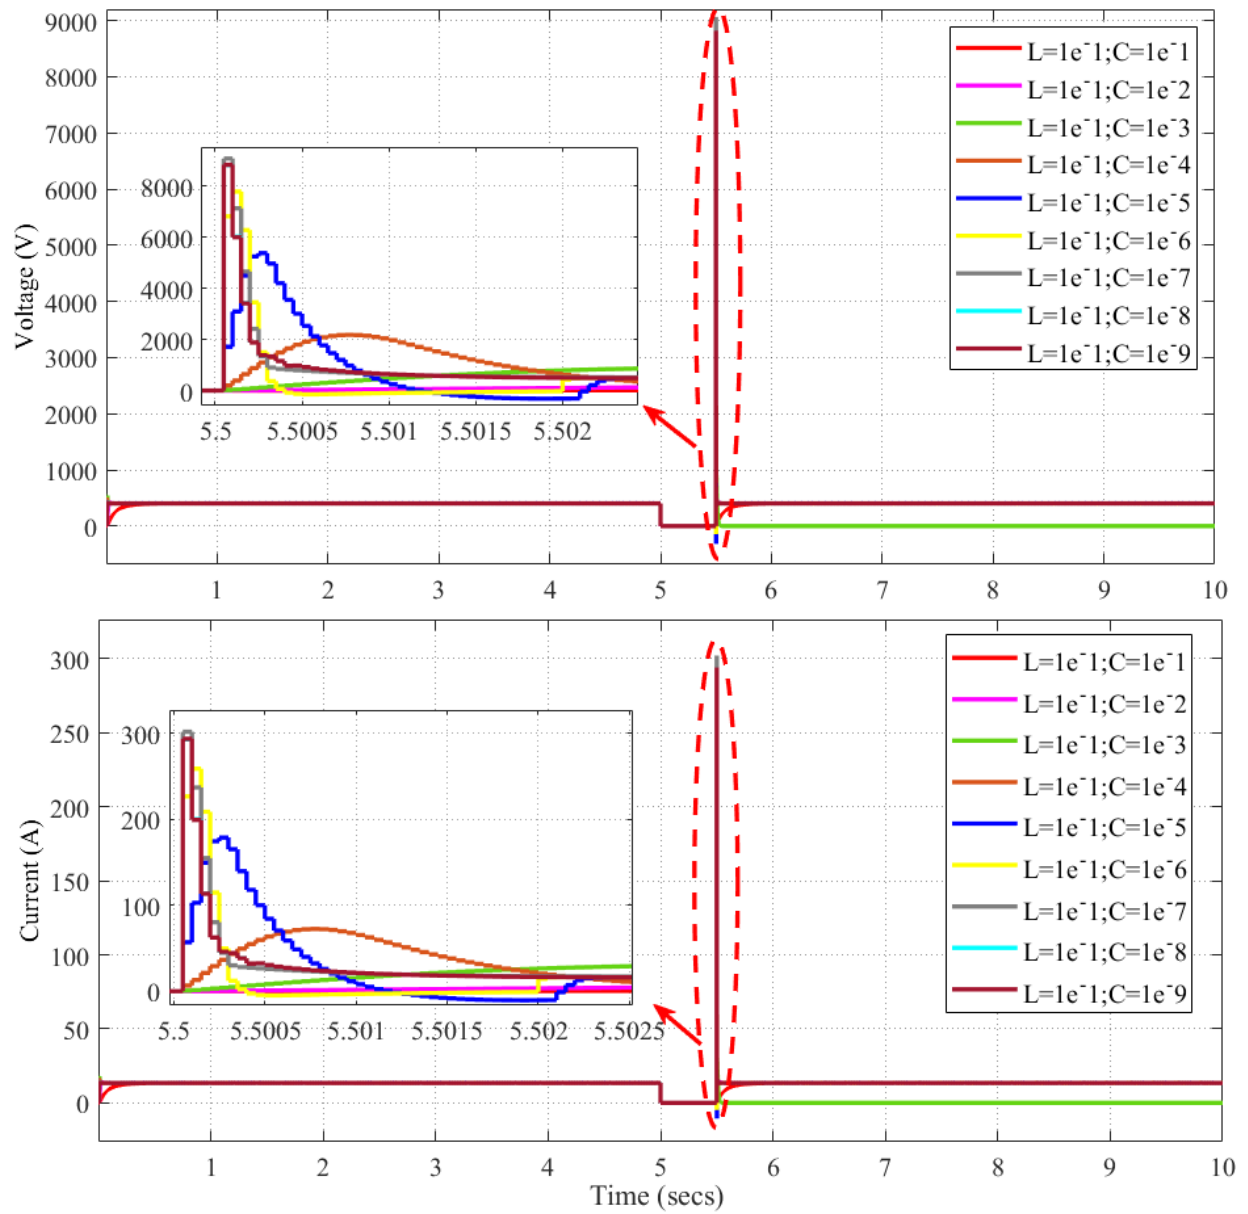 9000
8000
7000
6000
5000
4000
3000
2000
1000
0
Voltage (V)
L=1e⁻1;C=1e⁻1
L=1e⁻1;C=1e⁻2
L=1e⁻1;C=1e⁻3
L=1e⁻1;C=1e⁻4
L=1e⁻1;C=1e⁻5
L=1e⁻1;C=1e⁻6
L=1e⁻1;C=1e⁻7
L=1e⁻1;C=1e⁻8
L=1e⁻1;C=1e⁻9
8000
6000
4000
2000
0
5.5 5.5005 5.501 5.5015 5.502
1 2 3 4 5 6 7 8 9 10
300
250
200
150
100
50
0
Current (A)
L=1e⁻1;C=1e⁻1
L=1e⁻1;C=1e⁻2
L=1e⁻1;C=1e⁻3
L=1e⁻1;C=1e⁻4
L=1e⁻1;C=1e⁻5
L=1e⁻1;C=1e⁻6
L=1e⁻1;C=1e⁻7
L=1e⁻1;C=1e⁻8
L=1e⁻1;C=1e⁻9
300
200
100
0
5.5 5.5005 5.501 5.5015 5.502 5.5025
1 2 3 4 5 6 7 8 9 10
Time (secs)